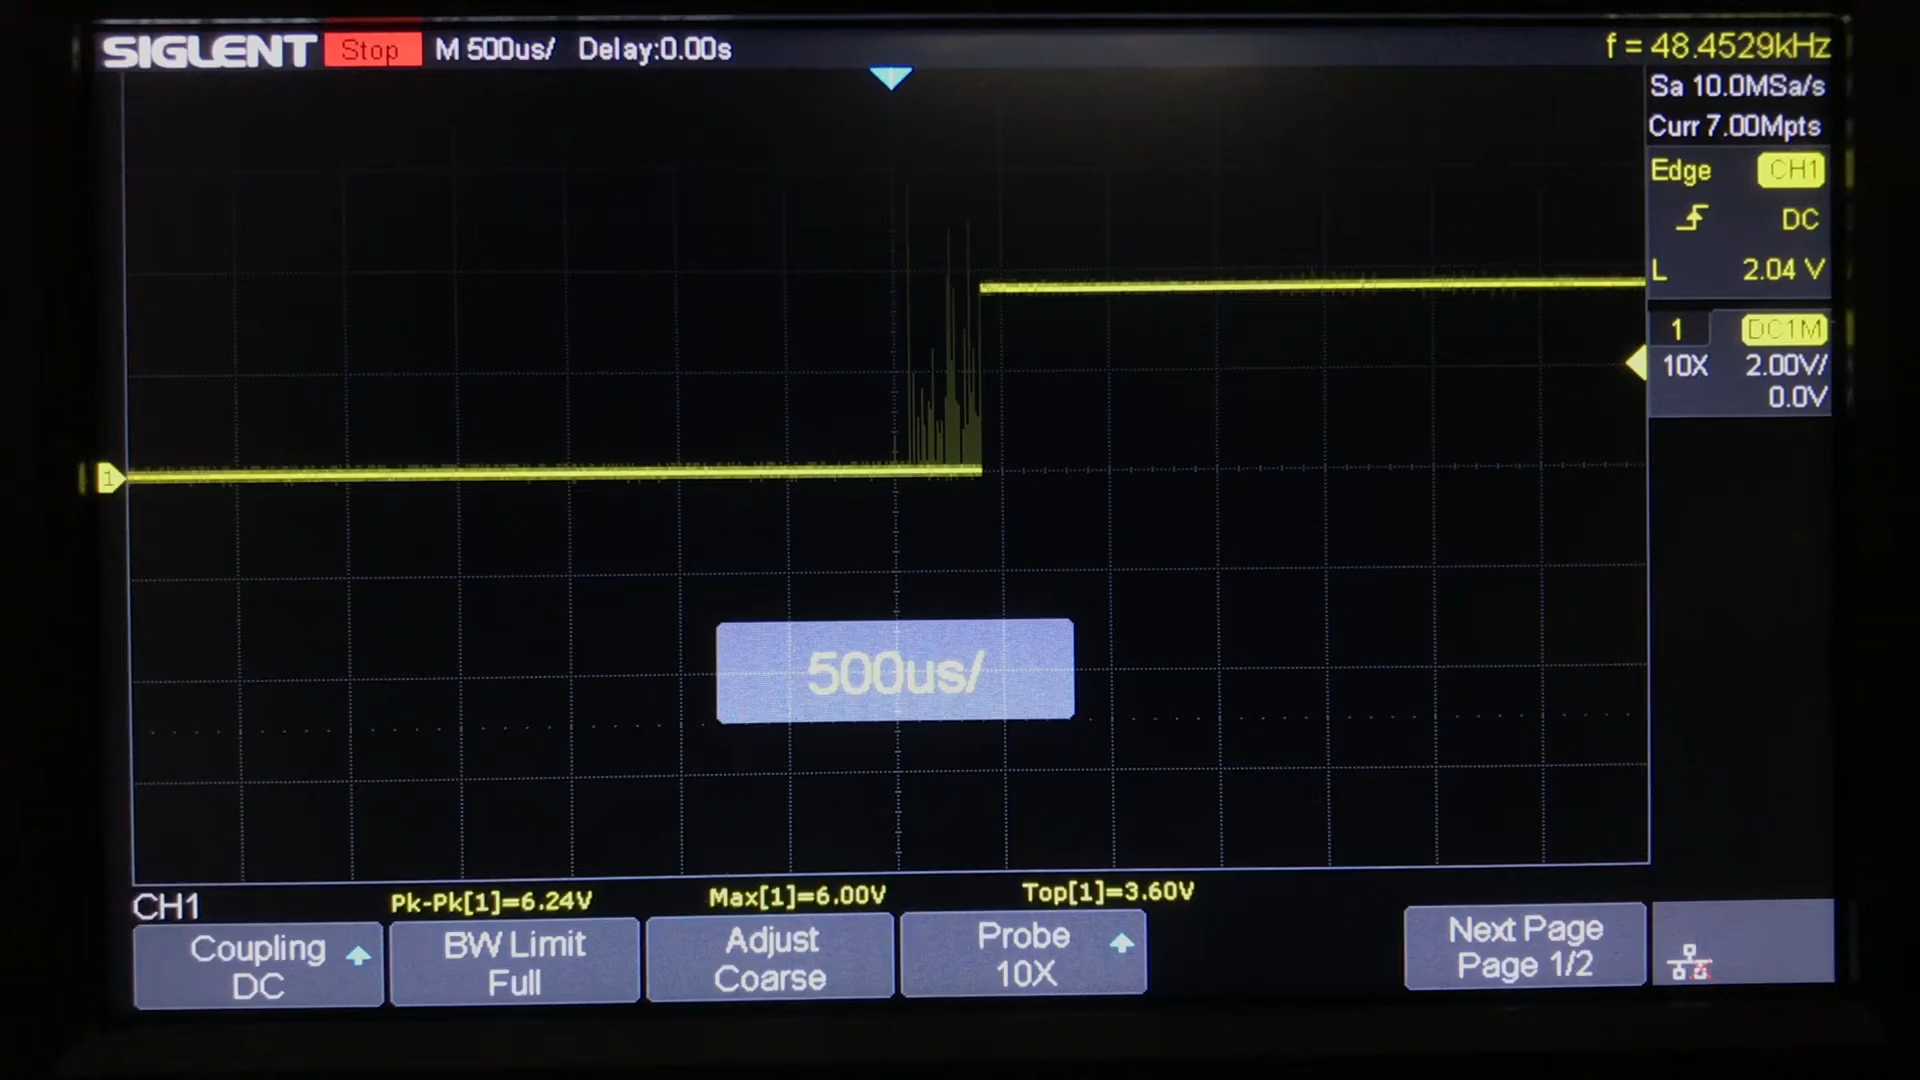 SIGLENT Stop M 500us/ Delay:0.00s f = 48.4529kHz
Sa 10.0MSa/s
Curr 7.00Mpts
Edge CH1
DC
L 2.04 V
1 DC1M
10X 2.00V/
0.0V
1
500us/
CH1 Pk-Pk[1]=6.24V Max[1]=6.00V Top[1]=3.60V
Coupling
DC
BW Limit
Full
Adjust
Coarse
Probe
10X
Next Page
Page 1/2